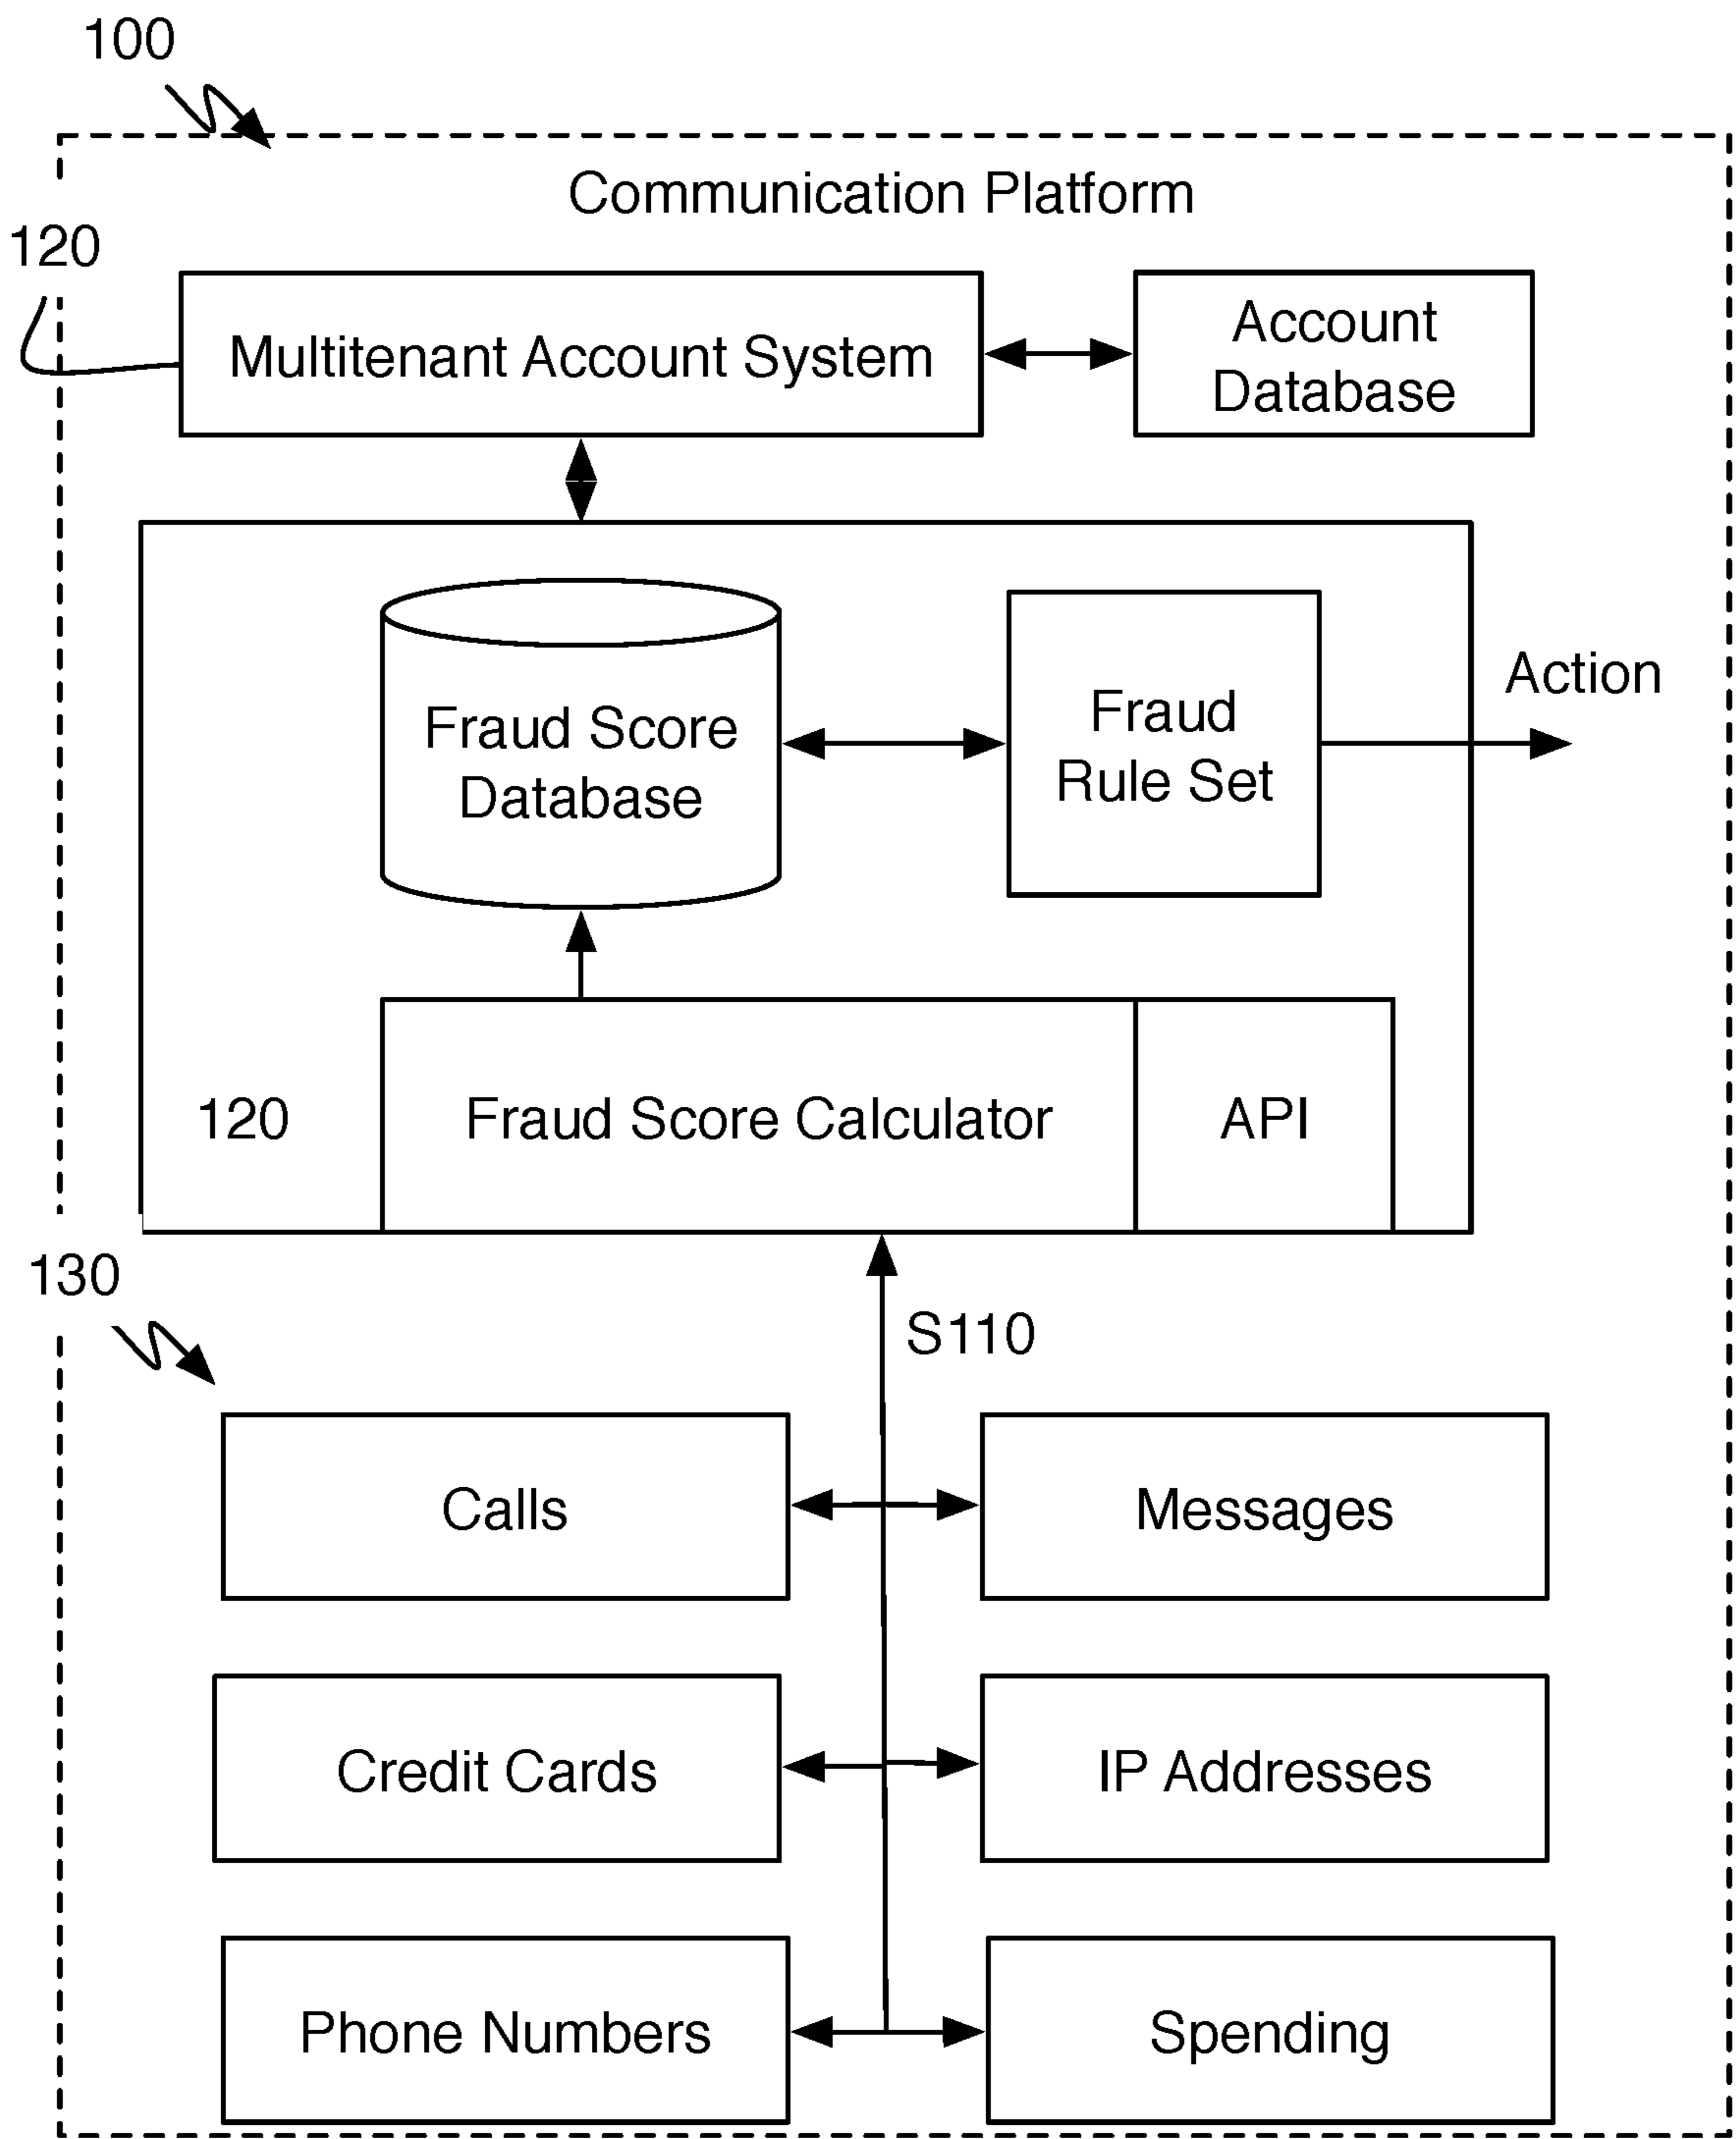 100
Communication Platform
120
Multitenant Account System
Account
Database
Fraud Score
Database
Fraud
Rule Set
Action
120
Fraud Score Calculator
API
130
S110
Calls
Messages
Credit Cards
IP Addresses
Phone Numbers
Spending